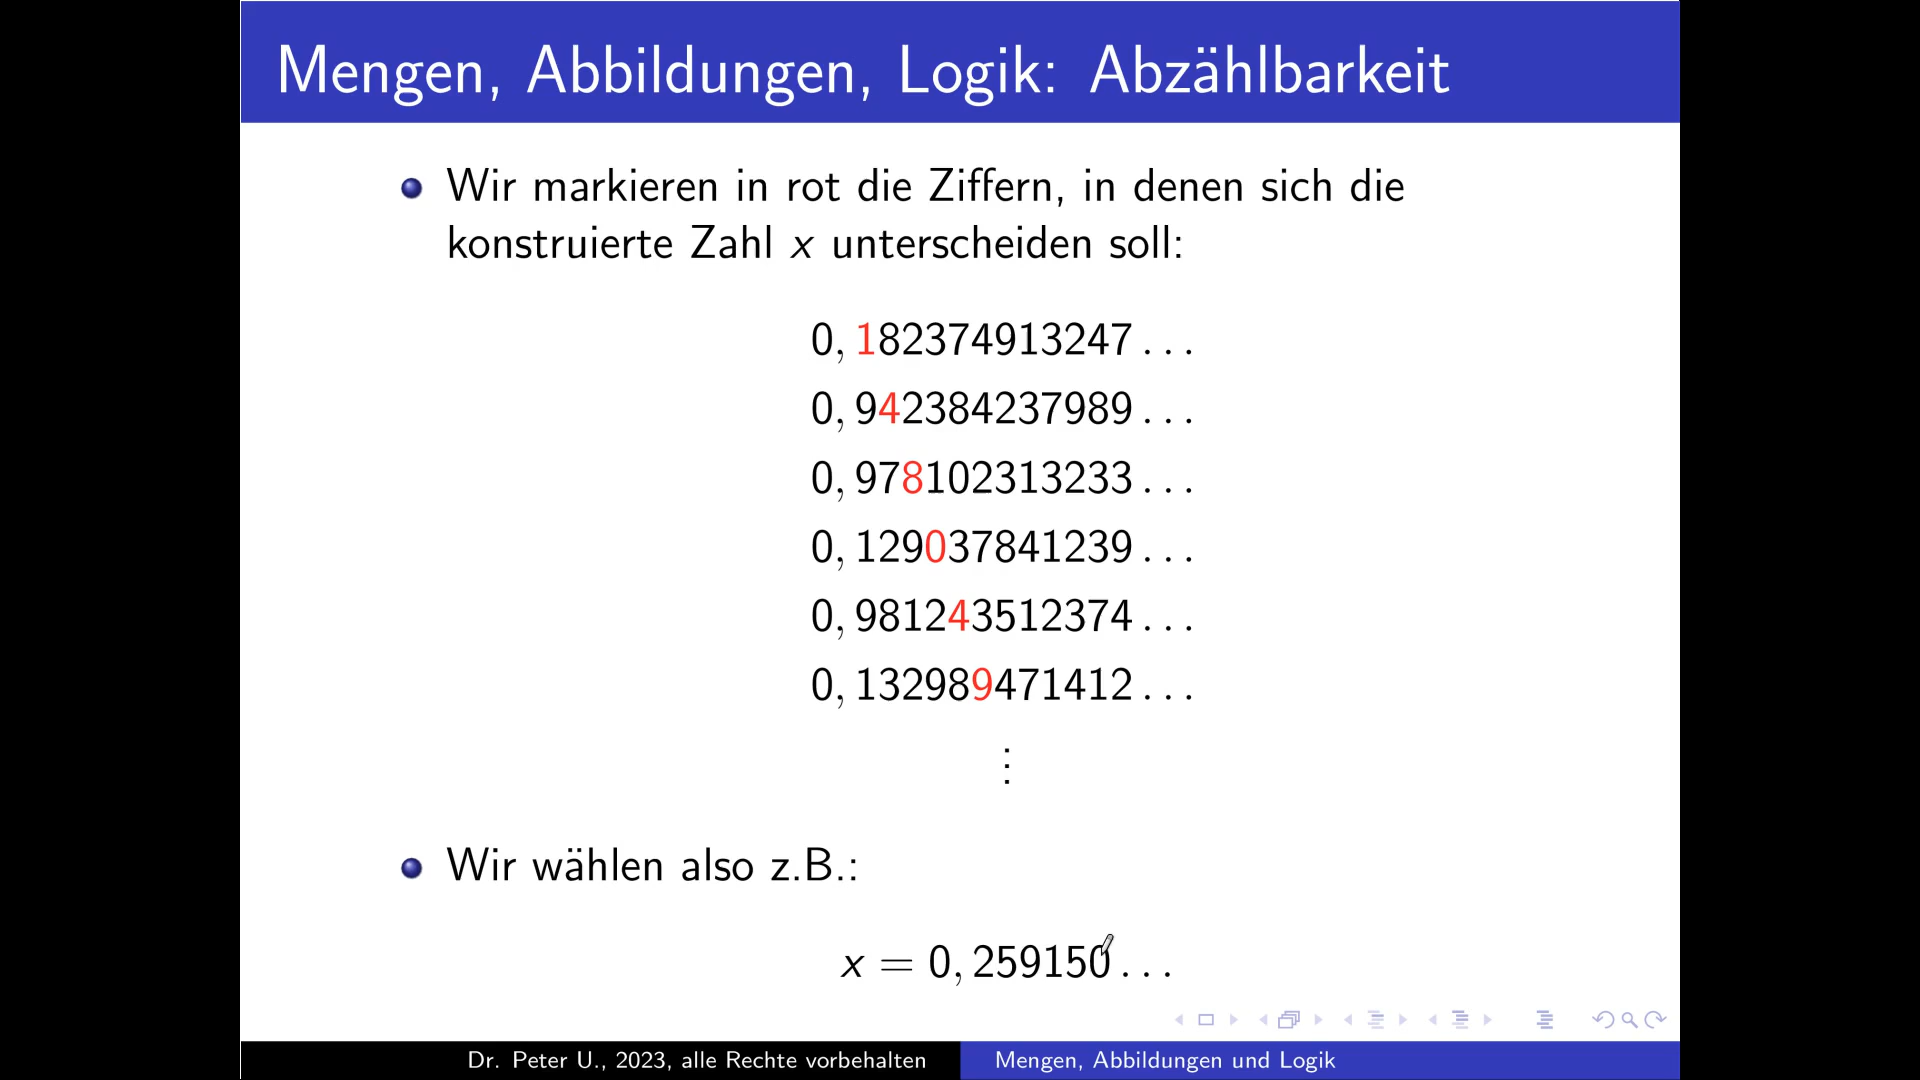 Mengen, Abbildungen, Logik: Abzählbarkeit
Wir markieren in rot die Ziffern, in denen sich die
konstruierte Zahl x unterscheiden soll:
0, 182374913247 . . .
0, 942384237989 . . .
0, 978102313233 . . .
0, 129037841239 . . .
0, 981243512374 . . .
0, 132989471412 . . .
⋮
Wir wählen also z.B.:
x = 0, 259150 . . .
Dr. Peter U., 2023, alle Rechte vorbehalten
Mengen, Abbildungen und Logik